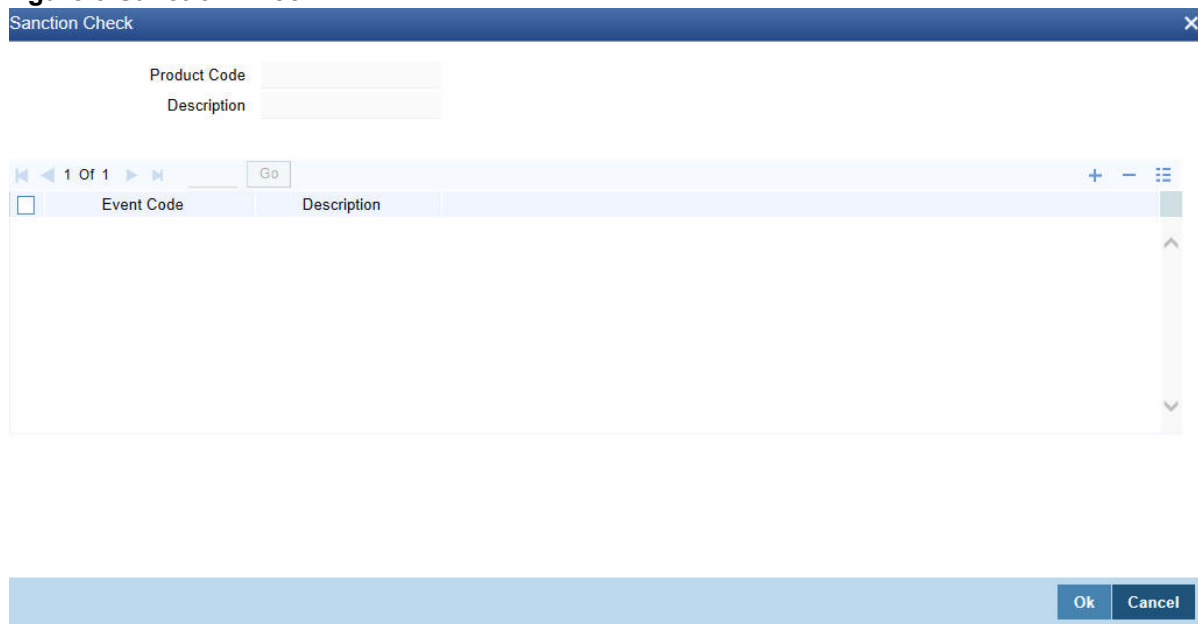 Sanction Check
Product Code
Description
1 Of 1 Go
Event Code Description
Ok Cancel